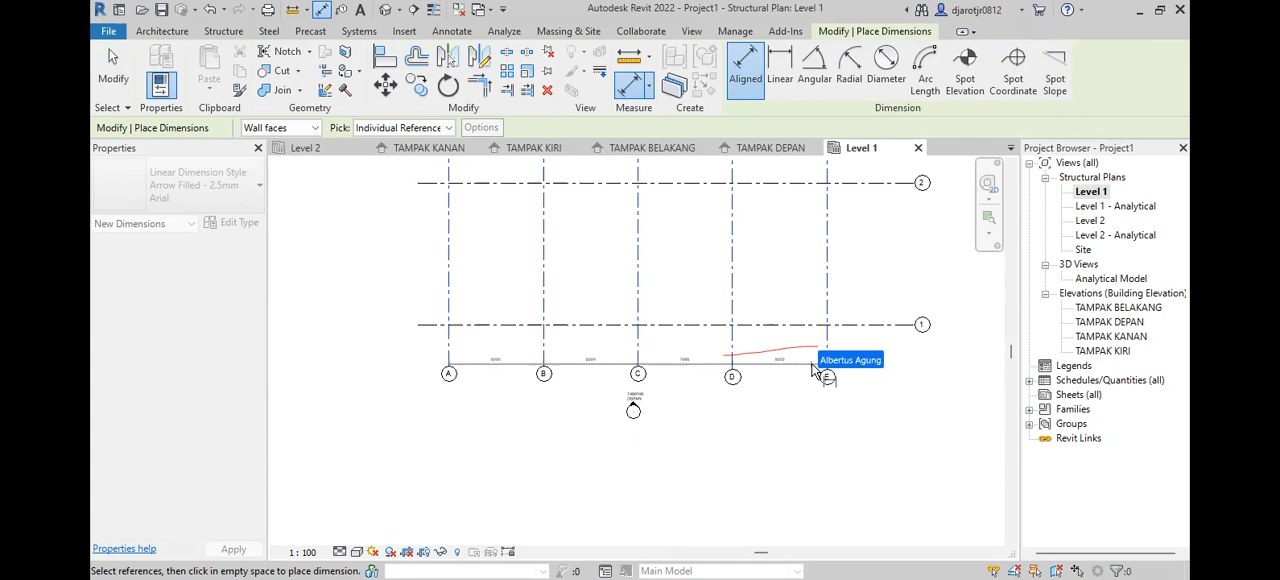 Autodesk Revit 2022 - Structural Plan: Level 1
djarotjr0812
File
Architecture
Structure
Steel
Precast
Systems
Insert
Annotate
Analyze
Massing & Site
Collaborate
View
Manage
Add-Ins
Modify | Place Dimensions
Modify
Paste
Notch
Cut
Join
Aligned
Linear
Angular
Radial
Diameter
Arc
Length
Spot
Elevation
Spot
Coordinate
Spot
Slope
Select
Properties
Clipboard
Geometry
Modify
View
Measure
Create
Dimension
Modify | Place Dimensions
Wall faces
Pick:
Individual Reference
Options
Properties
Level 2
TAMPAK KANAN
TAMPAK KIRI
TAMPAK BELAKANG
TAMPAK DEPAN
Level 1
Project Browser - Project1
Linear Dimension Style
Arrow Filled - 2.5mm
Arial
New Dimensions
Edit Type
2D
2
1
Albertus Agung
A
B
C
D
E
TAMPAK
DEPAN
Views (all)
Structural Plans
Level 1
Level 1 - Analytical
Level 2
Level 2 - Analytical
Site
3D Views
Analytical Model
Elevations (Building Elevation)
TAMPAK BELAKANG
TAMPAK DEPAN
TAMPAK KANAN
TAMPAK KIRI
Legends
Schedules/Quantities (all)
Sheets (all)
Families
Groups
Revit Links
Properties help
Apply
1 : 100
Select references, then click in empty space to place dimension.
:0
Main Model
:0